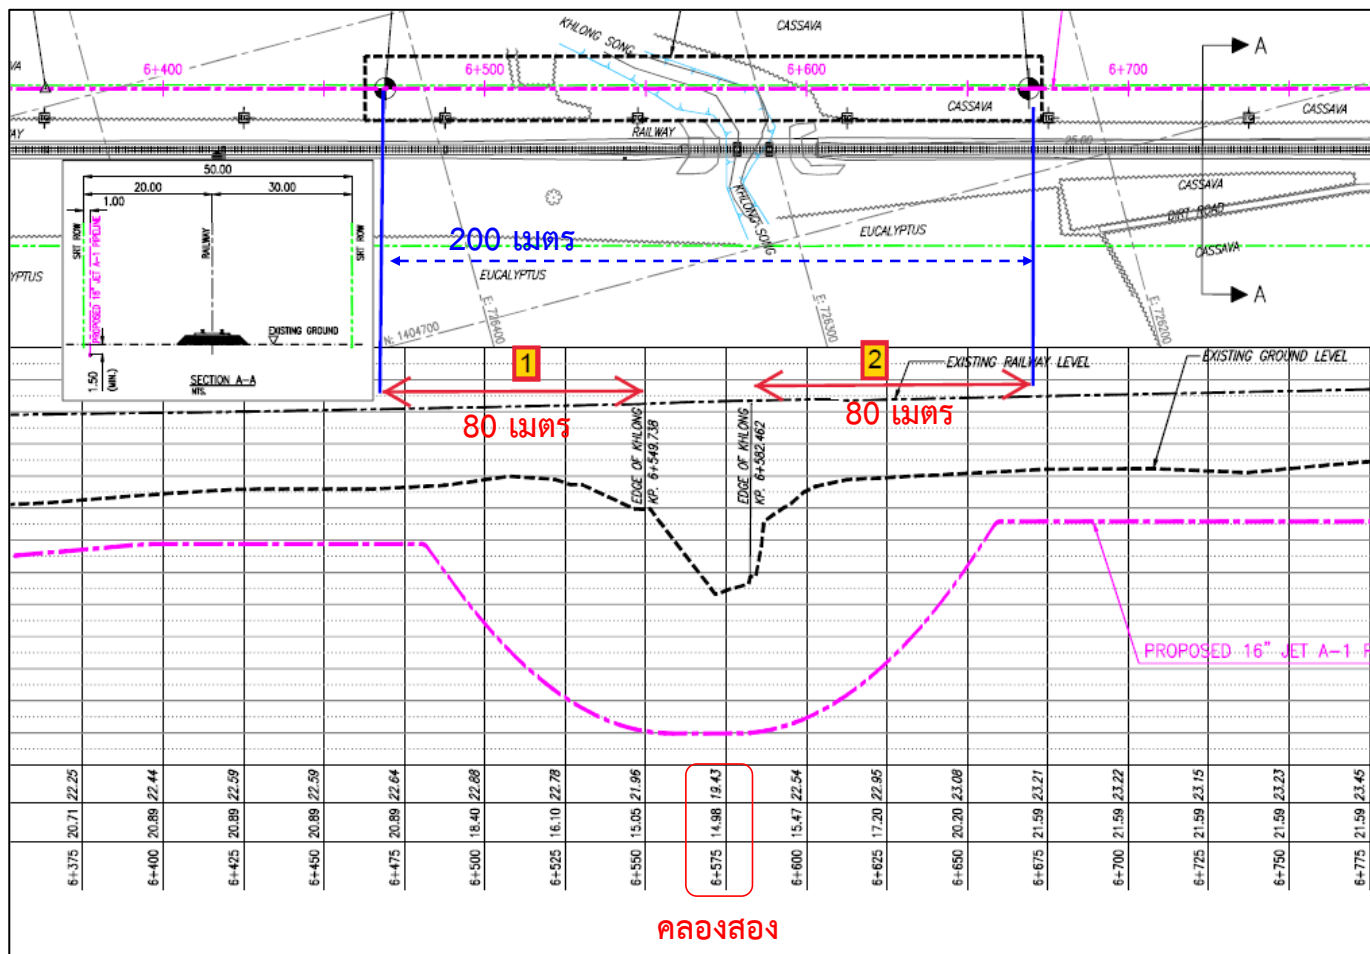 KHLONG SONG
CASSAVA
VA
6+400
6+500
6+600
6+700
A
CASSAVA
CASSAVA
AY
RAILWAY
25.00
50.00
20.00
30.00
1.00
SRT ROW
PROPOSED 16" JET A-1 PIPELINE
RAILWAY
SRT ROW
EXISTING GROUND
1.50
(MIN.)
SECTION A-A
NTS.
KHLONG SONG
CASSAVA
DIRT ROAD
EUCALYPTUS
CASSAVA
200 เมตร
LYPTUS
EUCALYPTUS
A
N: 1404700
E: 726400
E: 726300
E: 726200
1
2
EXISTING RAILWAY LEVEL
EXISTING GROUND LEVEL
80 เมตร
80 เมตร
EDGE OF KHLONG
KP. 6+549.738
EDGE OF KHLONG
KP. 6+582.462
PROPOSED 16" JET A-1 P
22.25 22.44 22.59 22.59 22.64 22.88 22.78 21.96 19.43 22.54 22.95 23.08 23.21 23.22 23.15 23.23 23.45
20.71 20.89 20.89 20.89 20.89 18.40 16.10 15.05 14.98 15.47 17.20 20.20 21.59 21.59 21.59 21.59 21.59
6+375 6+400 6+425 6+450 6+475 6+500 6+525 6+550 6+575 6+600 6+625 6+650 6+675 6+700 6+725 6+750 6+775
คลองสอง